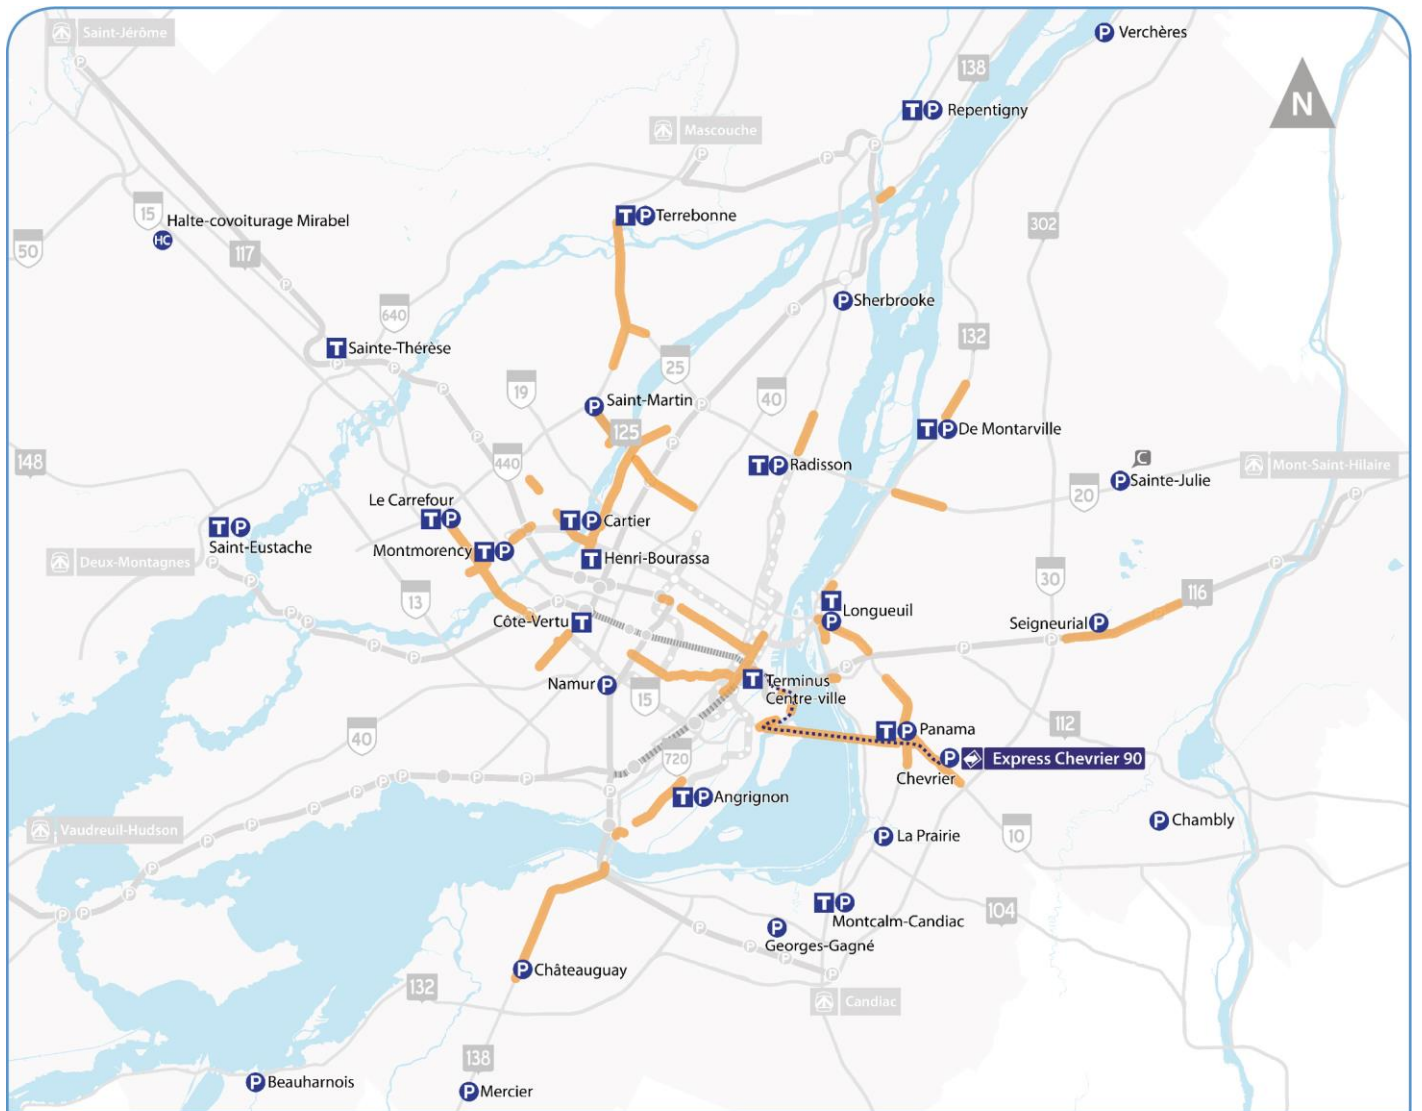 Saint-Jérôme
Verchères
138
N
T P Repentigny
Mascouche
15
Halte-covoiturage Mirabel
HC
T P Terrebonne
302
50
117
P Sherbrooke
640
132
T Sainte-Thérèse
25
19
40
P Saint-Martin
125
T P De Montarville
148
440
T P Radisson
C
P Sainte-Julie
Mont-Saint-Hilaire
20
Le Carrefour
T P
T P Cartier
T P
Saint-Eustache
Montmorency T P
T Henri-Bourassa
Deux-Montagnes
13
30
116
T
Longueuil
P
Côte-Vertu T
Seigneurial P
Namur P
15
T Terminus
Centre-ville
40
112
T P Panama
720
P Express Chevrier 90
Chevrier
T P Angrignon
Vaudreuil-Hudson
P Chambly
P La Prairie
10
T P
Montcalm-Candiac
104
P
Georges-Gagné
P Châteauguay
132
Candiac
138
P Beauharnois
P Mercier